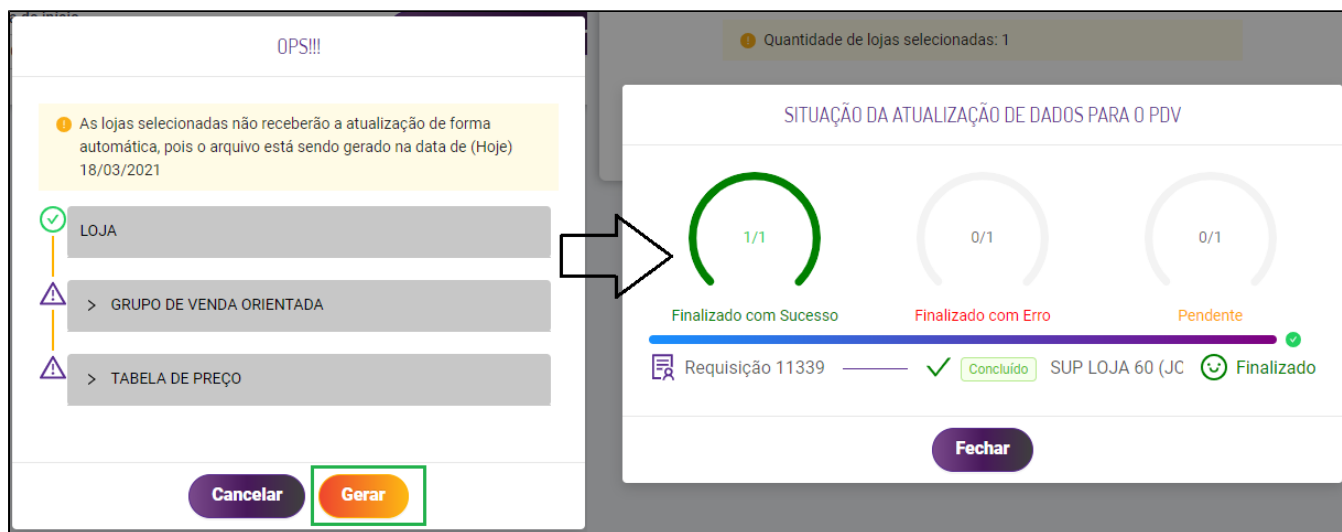 de inicio
OPS!!!
As lojas selecionadas não receberão a atualização de forma
automática, pois o arquivo está sendo gerado na data de (Hoje)
18/03/2021
LOJA
> GRUPO DE VENDA ORIENTADA
> TABELA DE PREÇO
Cancelar
Gerar
Quantidade de lojas selecionadas: 1
SITUAÇÃO DA ATUALIZAÇÃO DE DADOS PARA O PDV
1/1
0/1
0/1
Finalizado com Sucesso
Finalizado com Erro
Pendente
Requisição 11339
Concluído
SUP LOJA 60 (JC
Finalizado
Fechar